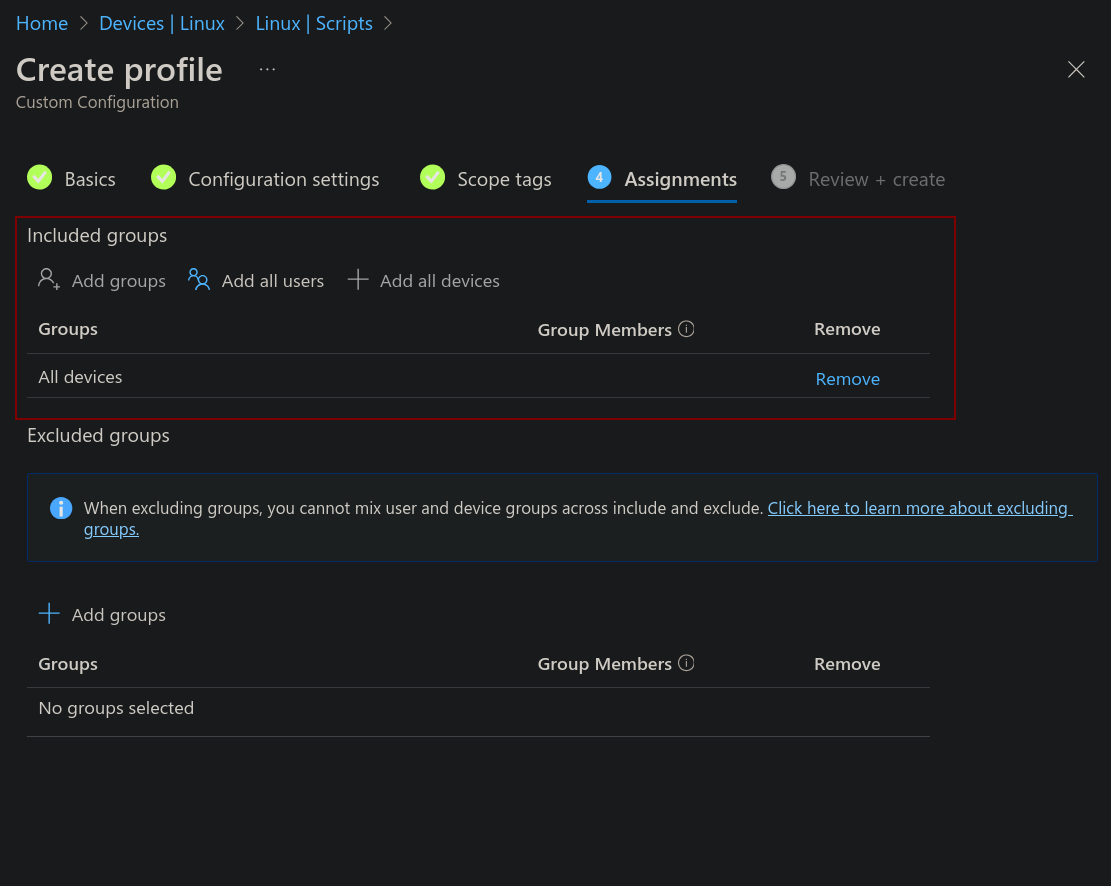 Home > Devices | Linux > Linux | Scripts >
Create profile ...
Custom Configuration
Basics Configuration settings Scope tags 4 Assignments 5 Review + create
Included groups
Add groups Add all users Add all devices
Groups Group Members Remove
All devices Remove
Excluded groups
When excluding groups, you cannot mix user and device groups across include and exclude. Click here to learn more about excluding
groups.
Add groups
Groups Group Members Remove
No groups selected